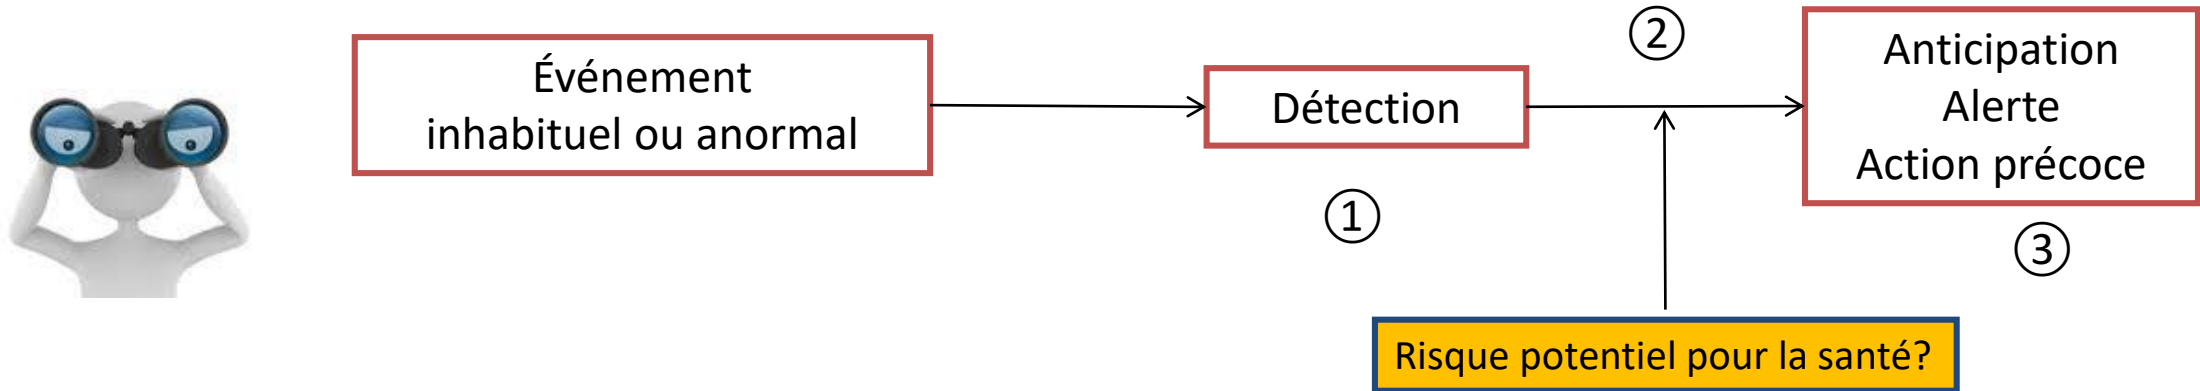 Événement
inhabituel ou anormal
Détection
①
②
Anticipation
Alerte
Action précoce
③
Risque potentiel pour la santé?